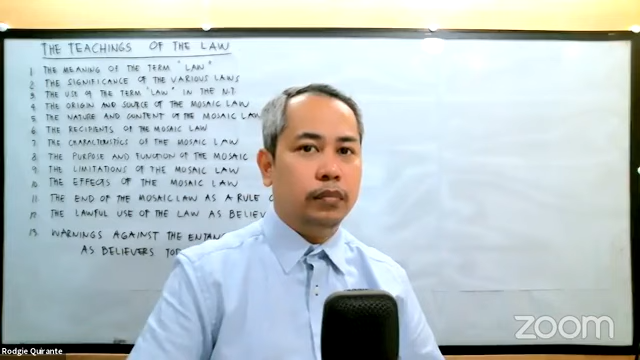 THE TEACHINGS OF THE LAW
1. THE MEANING OF THE TERM "LAW"
2 THE SIGNIFICANCE OF THE VARIOUS LAWS
3 THE USE OF THE TERM "LAW" IN THE N.T.
4 THE ORIGIN AND SOURCE OF THE MOSAIC LAW
5 THE NATURE AND CONTENT OF THE MOSAIC LAW
6 THE RECIPIENTS OF THE MOSAIC LAW
7. THE CHARACTERISTICS OF THE MOSAIC LAW
8 THE PURPOSE AND FUNCTION OF THE MOSAIC
9. THE LIMITATIONS OF THE MOSAIC LAW
10 THE EFFECTS OF THE MOSAIC LAW
11 THE END OF THE MOSAIC LAW AS A RULE
12. THE LAWFUL USE OF THE LAW AS
13. WARNINGS AGAINST THE
AS BELIEVERS
zoom
Rodgie Quirante